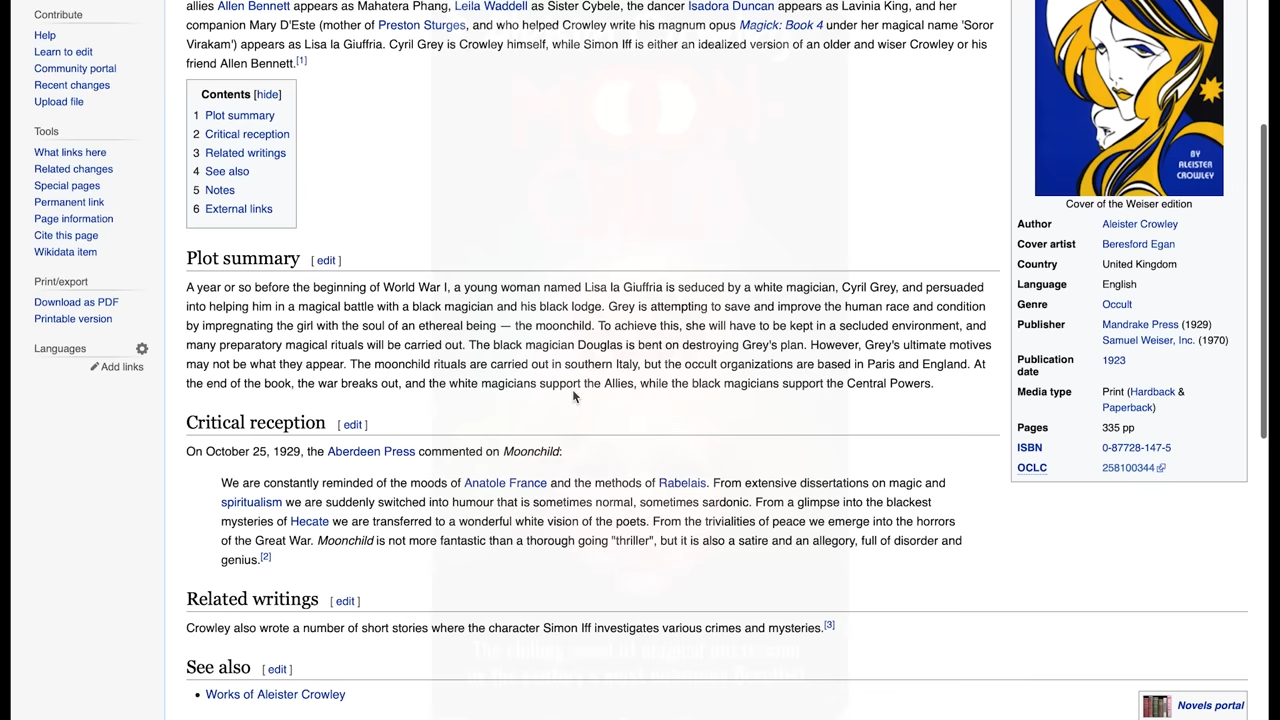 Contribute
Help
Learn to edit
Community portal
Recent changes
Upload file
Tools
What links here
Related changes
Special pages
Permanent link
Page information
Cite this page
Wikidata item
Print/export
Download as PDF
Printable version
Languages
Add links
allies Allen Bennett appears as Mahatera Phang, Leila Waddell as Sister Cybele, the dancer Isadora Duncan appears as Lavinia King, and her
companion Mary D'Este (mother of Preston Sturges, and who helped Crowley write his magnum opus Magick: Book 4 under her magical name 'Soror
Virakam') appears as Lisa la Giuffria. Cyril Grey is Crowley himself, while Simon Iff is either an idealized version of an older and wiser Crowley or his
friend Allen Bennett.[1]
Contents [hide]
1 Plot summary
2 Critical reception
3 Related writings
4 See also
5 Notes
6 External links
Plot summary [ edit ]
A year or so before the beginning of World War I, a young woman named Lisa la Giuffria is seduced by a white magician, Cyril Grey, and persuaded
into helping him in a magical battle with a black magician and his black lodge. Grey is attempting to save and improve the human race and condition
by impregnating the girl with the soul of an ethereal being — the moonchild. To achieve this, she will have to be kept in a secluded environment, and
many preparatory magical rituals will be carried out. The black magician Douglas is bent on destroying Grey's plan. However, Grey's ultimate motives
may not be what they appear. The moonchild rituals are carried out in southern Italy, but the occult organizations are based in Paris and England. At
the end of the book, the war breaks out, and the white magicians support the Allies, while the black magicians support the Central Powers.
Critical reception [ edit ]
On October 25, 1929, the Aberdeen Press commented on Moonchild:
We are constantly reminded of the moods of Anatole France and the methods of Rabelais. From extensive dissertations on magic and
spiritualism we are suddenly switched into humour that is sometimes normal, sometimes sardonic. From a glimpse into the blackest
mysteries of Hecate we are transferred to a wonderful white vision of the poets. From the trivialities of peace we emerge into the horrors
of the Great War. Moonchild is not more fantastic than a thorough going "thriller", but it is also a satire and an allegory, full of disorder and
genius.[2]
Related writings [ edit ]
Crowley also wrote a number of short stories where the character Simon Iff investigates various crimes and mysteries.[3]
See also [ edit ]
• Works of Aleister Crowley
BY
ALEISTER
CROWLEY
Cover of the Weiser edition
Author Aleister Crowley
Cover artist Beresford Egan
Country United Kingdom
Language English
Genre Occult
Publisher Mandrake Press (1929)
Samuel Weiser, Inc. (1970)
Publication date 1923
Media type Print (Hardback &
Paperback)
Pages 335 pp
ISBN 0-87728-147-5
OCLC 258100344
Novels portal